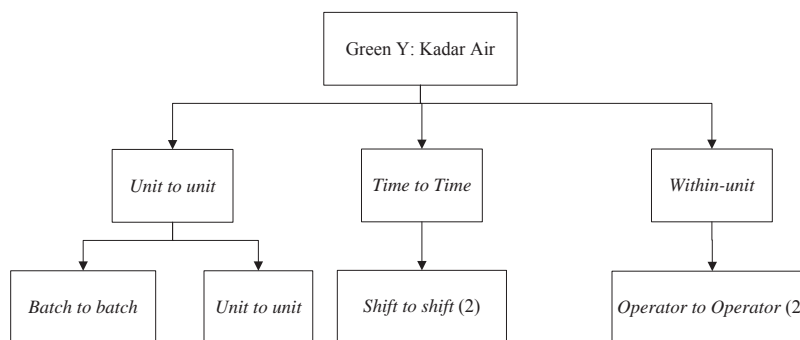 Green Y: Kadar Air
Unit to unit
Time to Time
Within-unit
Batch to batch
Unit to unit
Shift to shift (2)
Operator to Operator (2